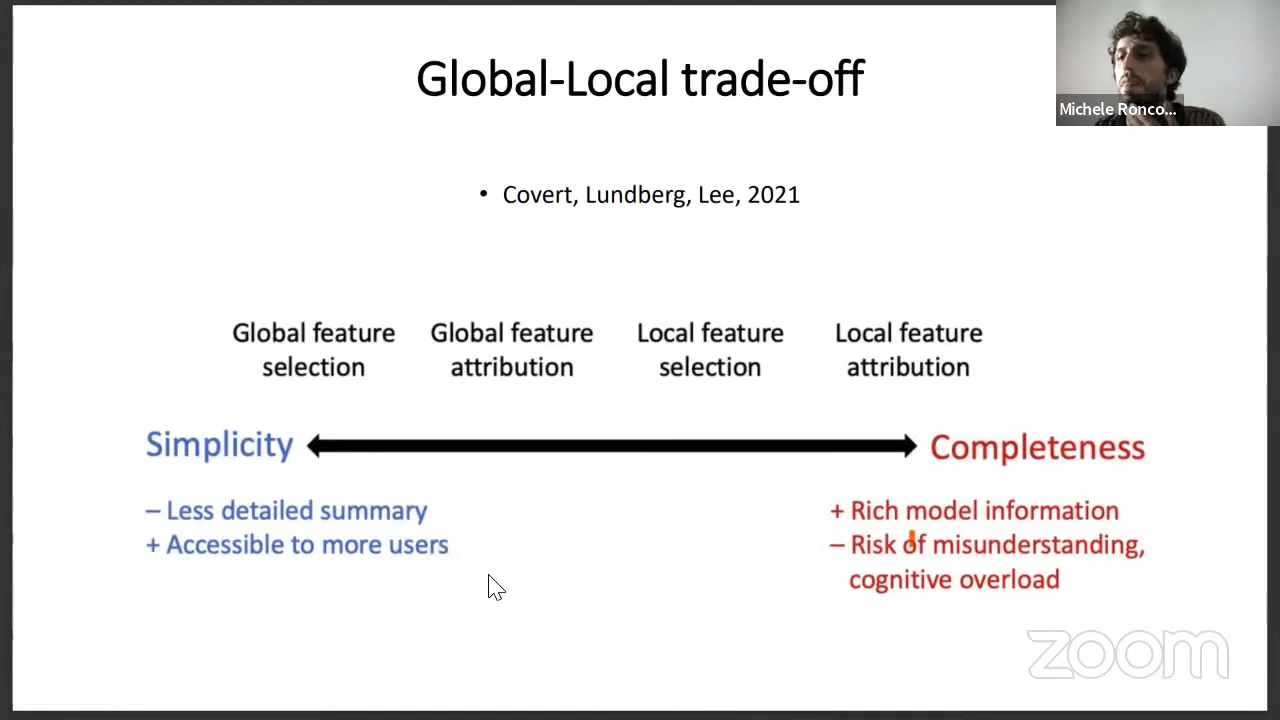 Global-Local trade-off
Michele Ronco...
• Covert, Lundberg, Lee, 2021
Global feature selection
Global feature attribution
Local feature selection
Local feature attribution
Simplicity
Completeness
– Less detailed summary
+ Accessible to more users
+ Rich model information
– Risk of misunderstanding,
cognitive overload
zoom